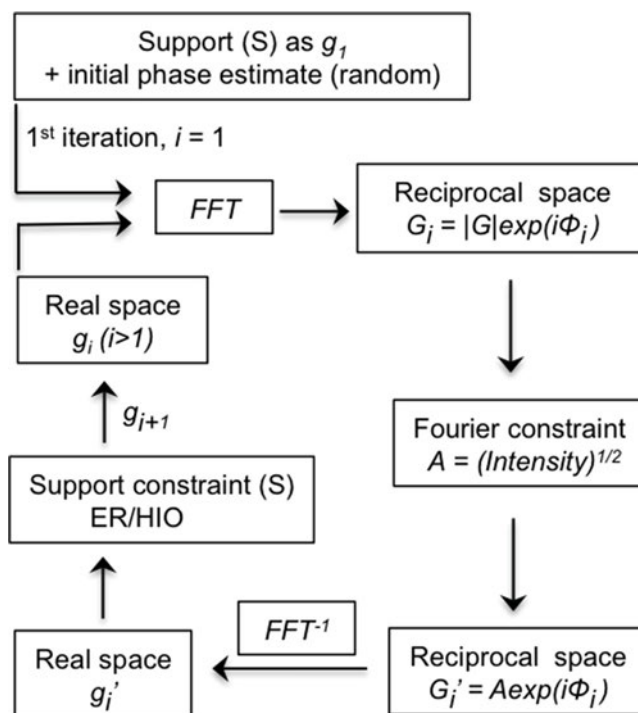 Support (S) as g₁
+ initial phase estimate (random)
1ˢᵗ iteration, i = 1
FFT
Reciprocal space
Gᵢ = |G|exp(iΦᵢ)
Real space
gᵢ (i>1)
gᵢ₊₁
Fourier constraint
A = (Intensity)¹ᐟ²
Support constraint (S)
ER/HIO
FFT⁻¹
Real space
gᵢ’
Reciprocal space
Gᵢ’ = Aexp(iΦᵢ)